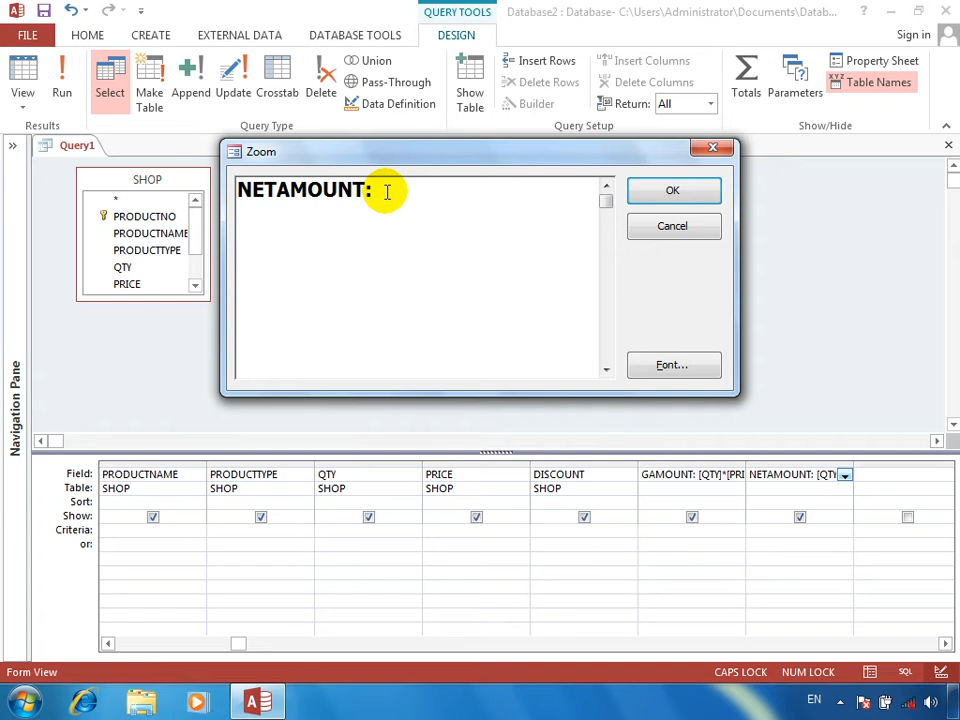 QUERY TOOLS
Database2 : Database- C:\Users\Administrator\Documents\Datab...
?
FILE
HOME
CREATE
EXTERNAL DATA
DATABASE TOOLS
DESIGN
Sign in
View
Run
Select
Make Table
Append
Update
Crosstab
Delete
Union
Pass-Through
Data Definition
Show Table
Insert Rows
Delete Rows
Builder
Insert Columns
Delete Columns
Return: All
Totals
Parameters
Property Sheet
Table Names
Results
Query Type
Query Setup
Show/Hide
Query1
Zoom
NETAMOUNT:
OK
Cancel
Font...
SHOP
*
PRODUCTNO
PRODUCTNAME
PRODUCTTYPE
QTY
PRICE
Navigation Pane
Field: PRODUCTNAME PRODUCTTYPE QTY PRICE DISCOUNT GAMOUNT: [QTY]*[PRI NETAMOUNT: [QTY
Table: SHOP SHOP SHOP SHOP SHOP
Sort:
Show:
Criteria:
or:
Form View
CAPS LOCK
NUM LOCK
SQL
EN